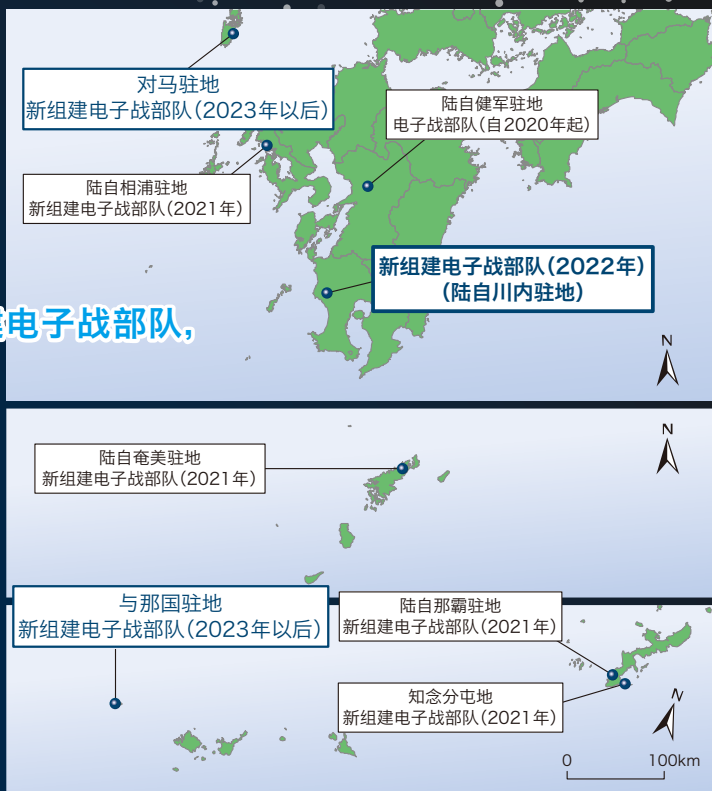 对马驻地
新组建电子战部队(2023年以后)
陆自健军驻地
电子战部队(自2020年起)
陆自相浦驻地
新组建电子战部队(2021年)
新组建电子战部队(2022年)
(陆自川内驻地)
电子战部队,
N
陆自奄美驻地
新组建电子战部队(2021年)
N
与那国驻地
新组建电子战部队(2023年以后)
陆自那霸驻地
新组建电子战部队(2021年)
知念分屯地
新组建电子战部队(2021年)
N
0 100km